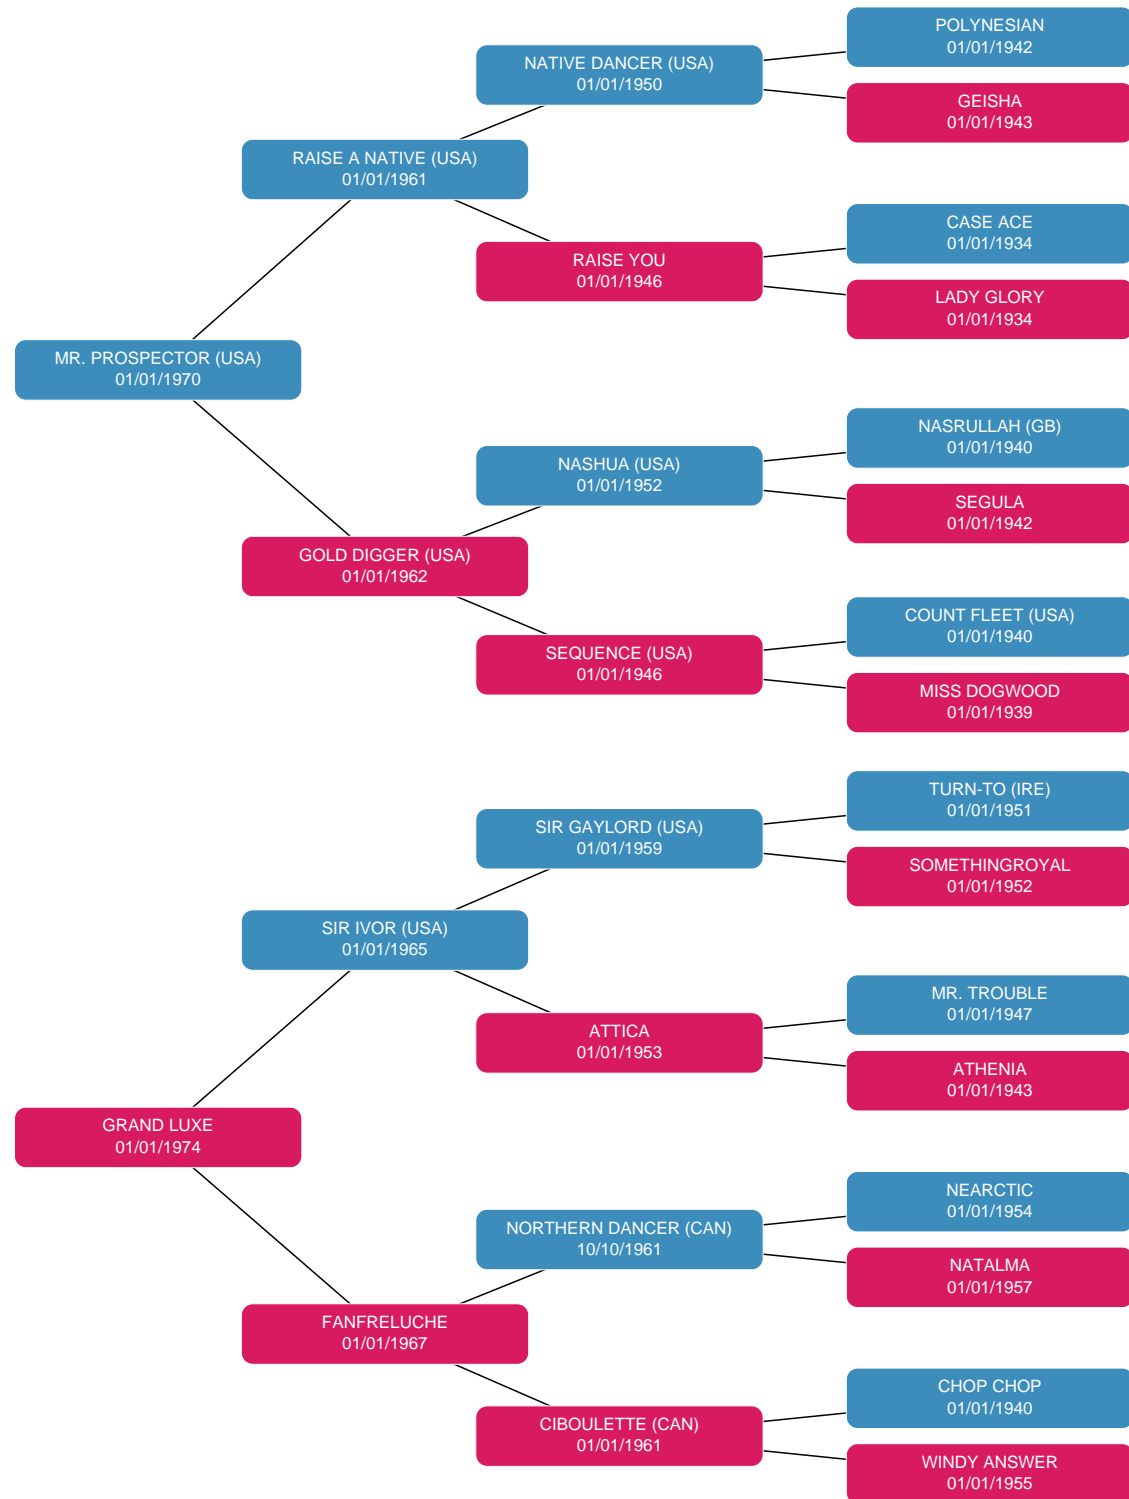 POLYNESIAN
01/01/1942
NATIVE DANCER (USA)
01/01/1950
GEISHA
01/01/1943
RAISE A NATIVE (USA)
01/01/1961
CASE ACE
01/01/1934
RAISE YOU
01/01/1946
LADY GLORY
01/01/1934
MR. PROSPECTOR (USA)
01/01/1970
NASRULLAH (GB)
01/01/1940
NASHUA (USA)
01/01/1952
SEGULA
01/01/1942
GOLD DIGGER (USA)
01/01/1962
COUNT FLEET (USA)
01/01/1940
SEQUENCE (USA)
01/01/1946
MISS DOGWOOD
01/01/1939
TURN-TO (IRE)
01/01/1951
SIR GAYLORD (USA)
01/01/1959
SOMETHINGROYAL
01/01/1952
SIR IVOR (USA)
01/01/1965
MR. TROUBLE
01/01/1947
ATTICA
01/01/1953
ATHENIA
01/01/1943
GRAND LUXE
01/01/1974
NEARCTIC
01/01/1954
NORTHERN DANCER (CAN)
10/10/1961
NATALMA
01/01/1957
FANFRELUCHE
01/01/1967
CHOP CHOP
01/01/1940
CIBOULETTE (CAN)
01/01/1961
WINDY ANSWER
01/01/1955